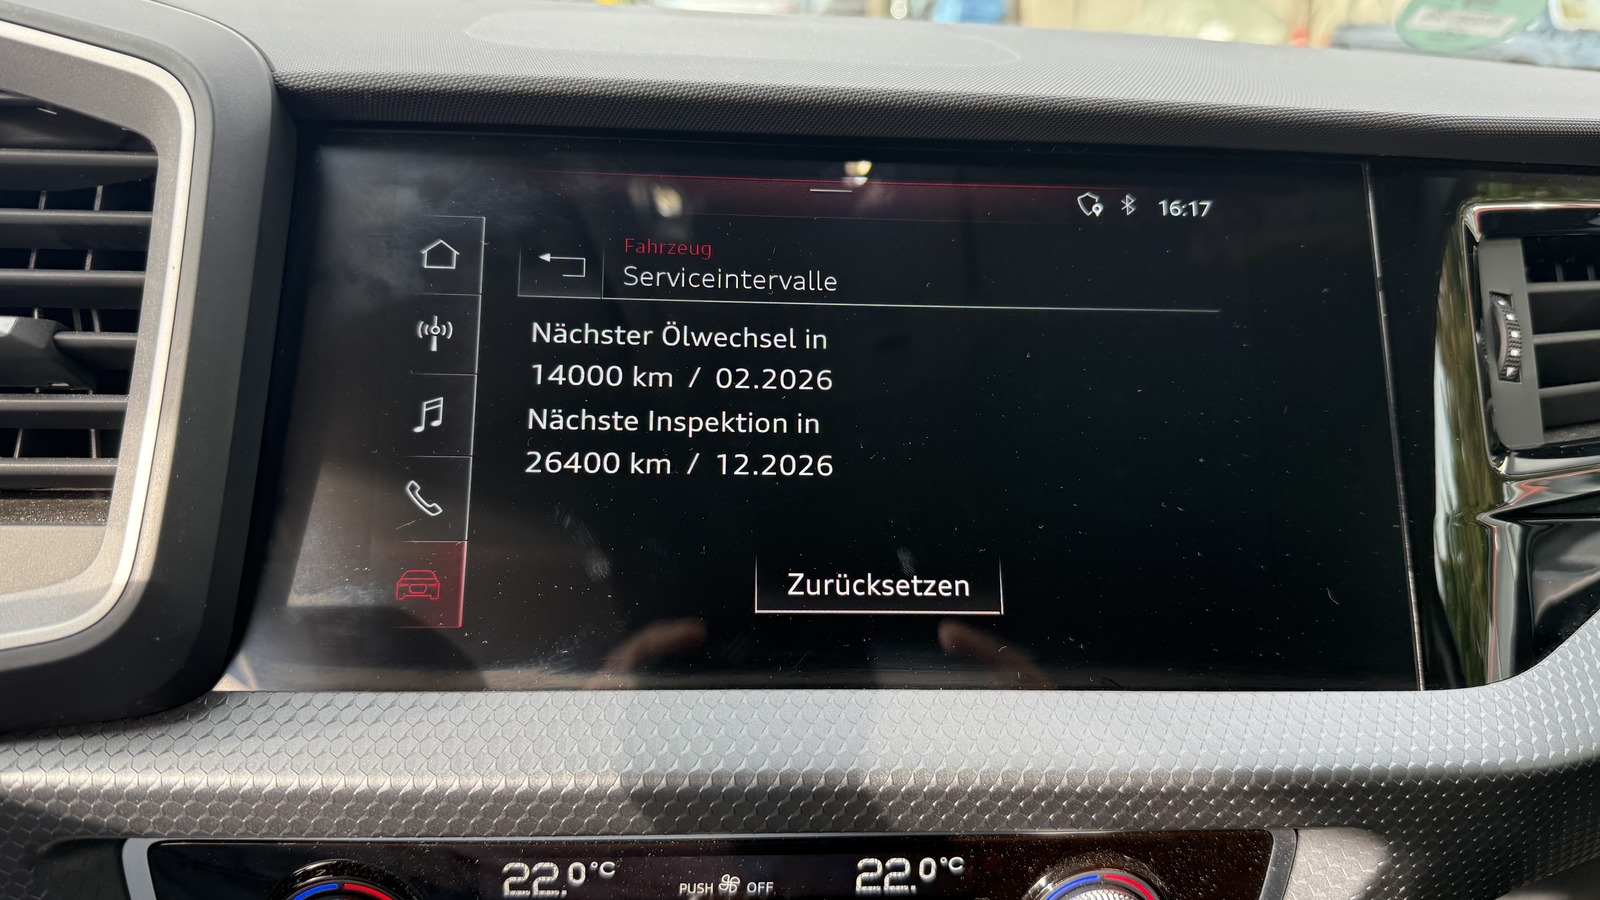 16:17
Fahrzeug
Serviceintervalle
Nächster Ölwechsel in
14000 km / 02.2026
Nächste Inspektion in
26400 km / 12.2026
Zurücksetzen
22.0°C
PUSH OFF
22.0°C